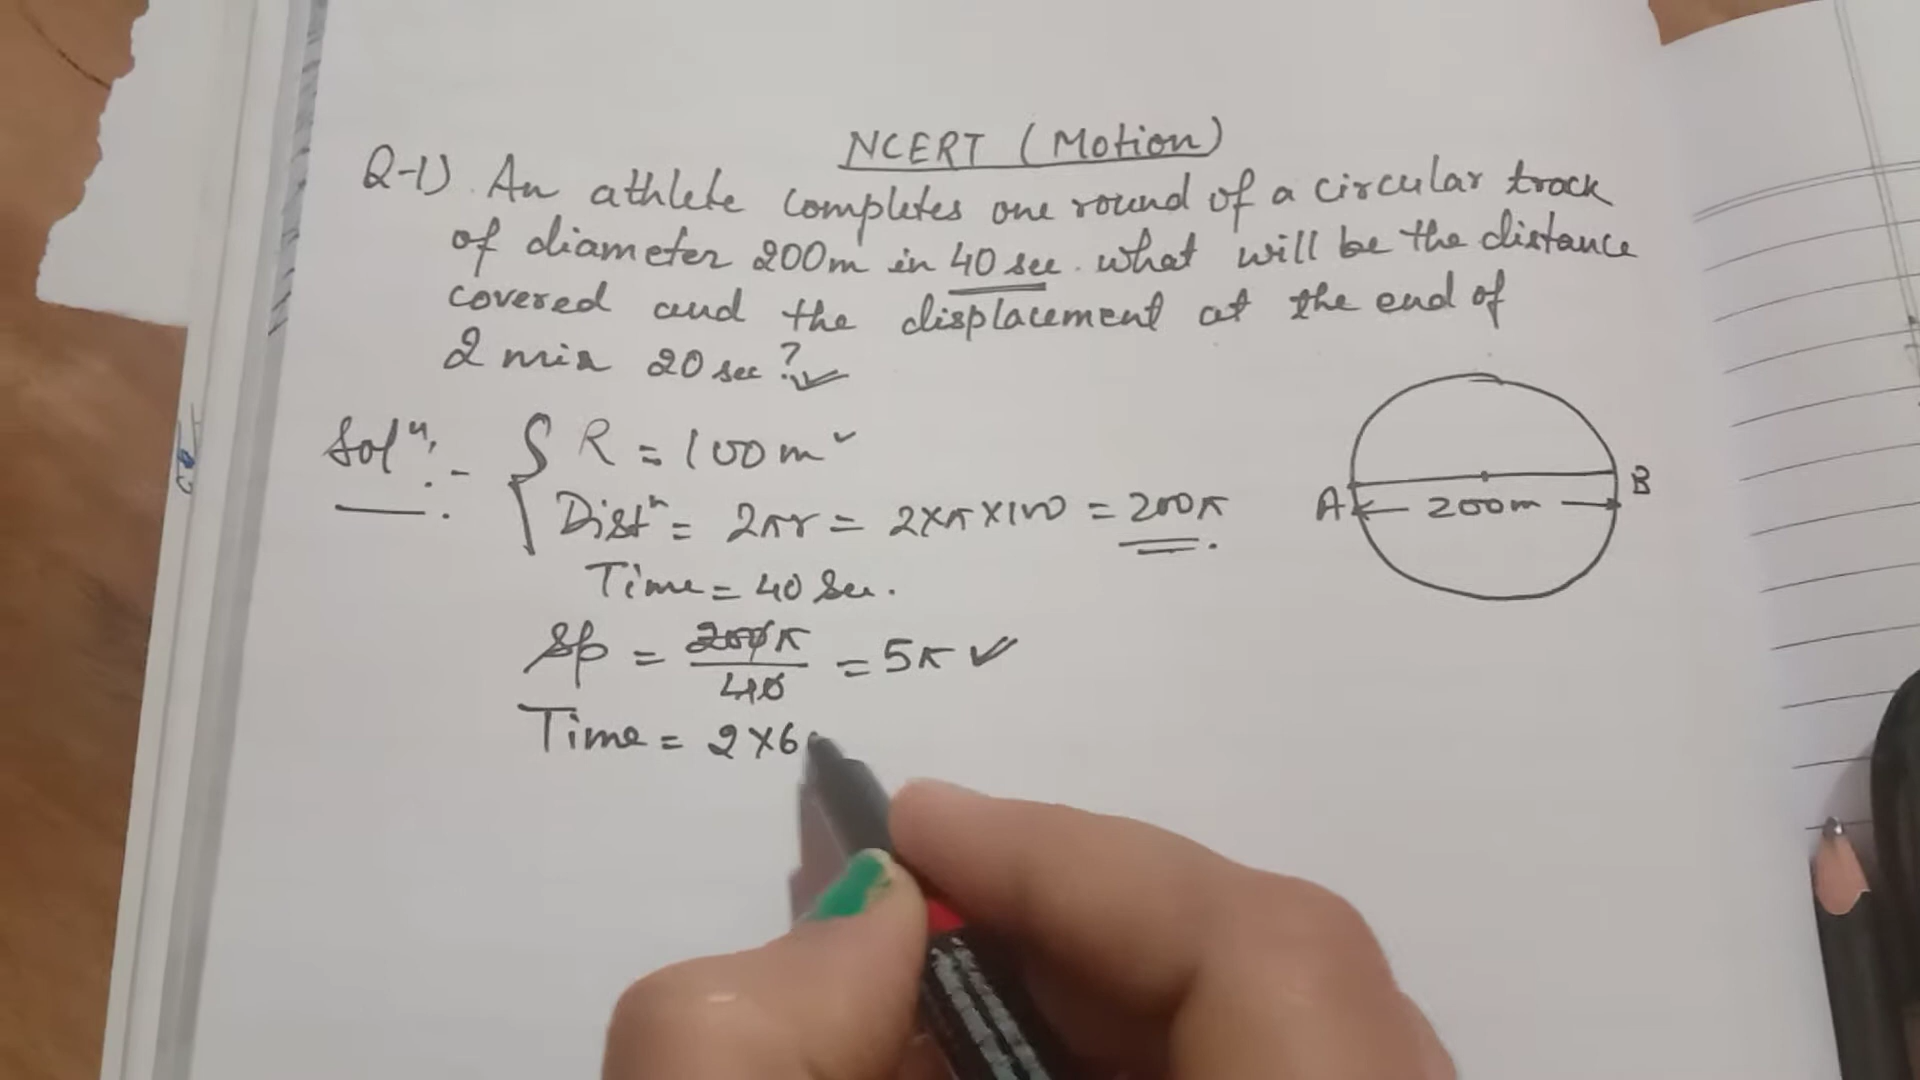 NCERT (Motion)
Q-1) An athlete completes one round of a circular track
of diameter 200m in 40 sec. what will be the distance
covered and the displacement at the end of
2 min 20 sec?
Solⁿ:- R = 100m
Distⁿ = 2πr = 2×π×100 = 200π
Time = 40 Sec.
Sp = 200π/40 = 5π
Time = 2×6
A 200m B